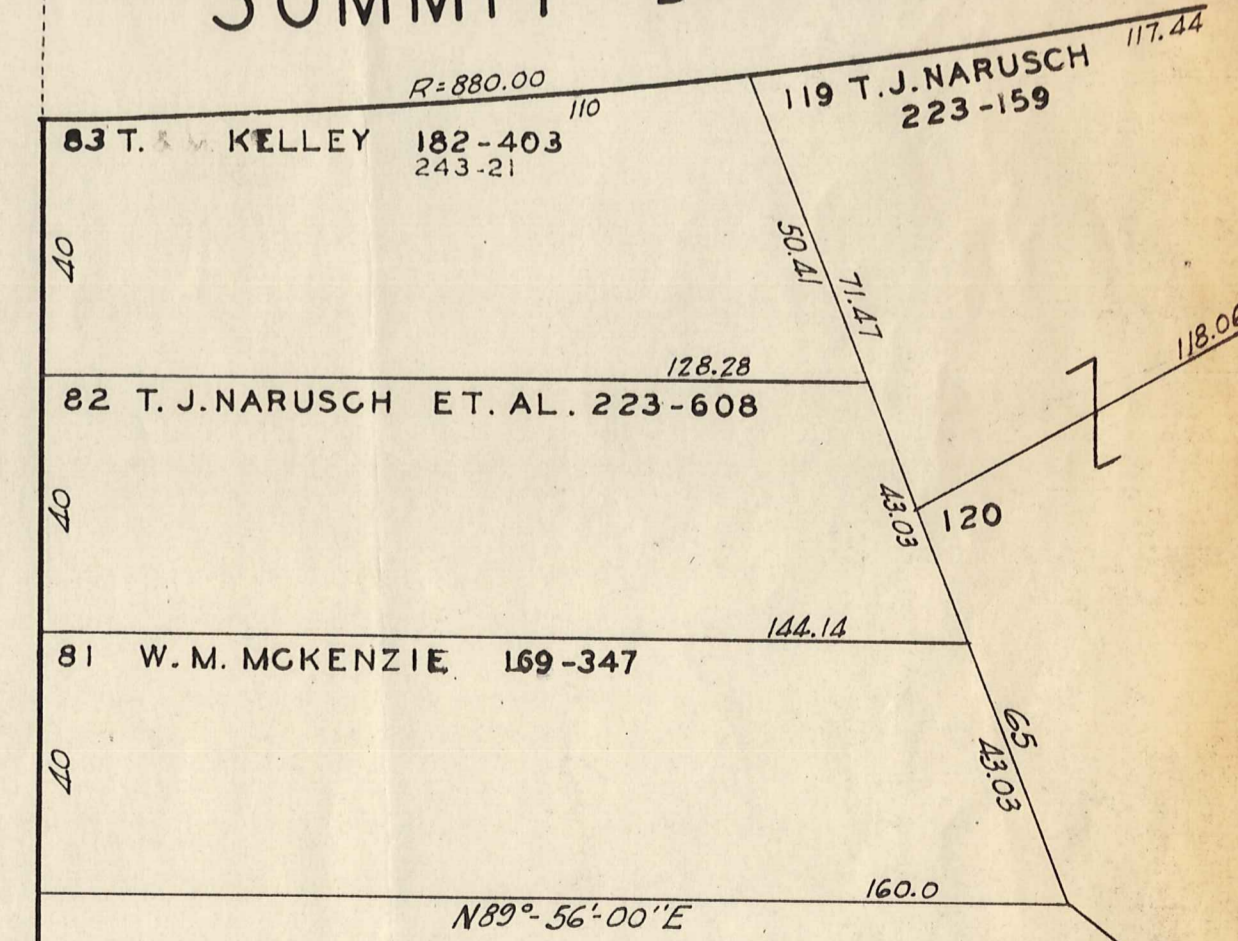 SUMMIT
117.44
R=880.00
110
119 T.J.NARUSCH
223-159
83 T. KELLEY 182-403
243-21
40
50.41
71.47
128.28
118.06
82 T.J.NARUSCH ET.AL. 223-608
40
43.03
120
144.14
81 W.M. MCKENZIE 169-347
40
65
43.03
160.0
N89°-56'-00"E